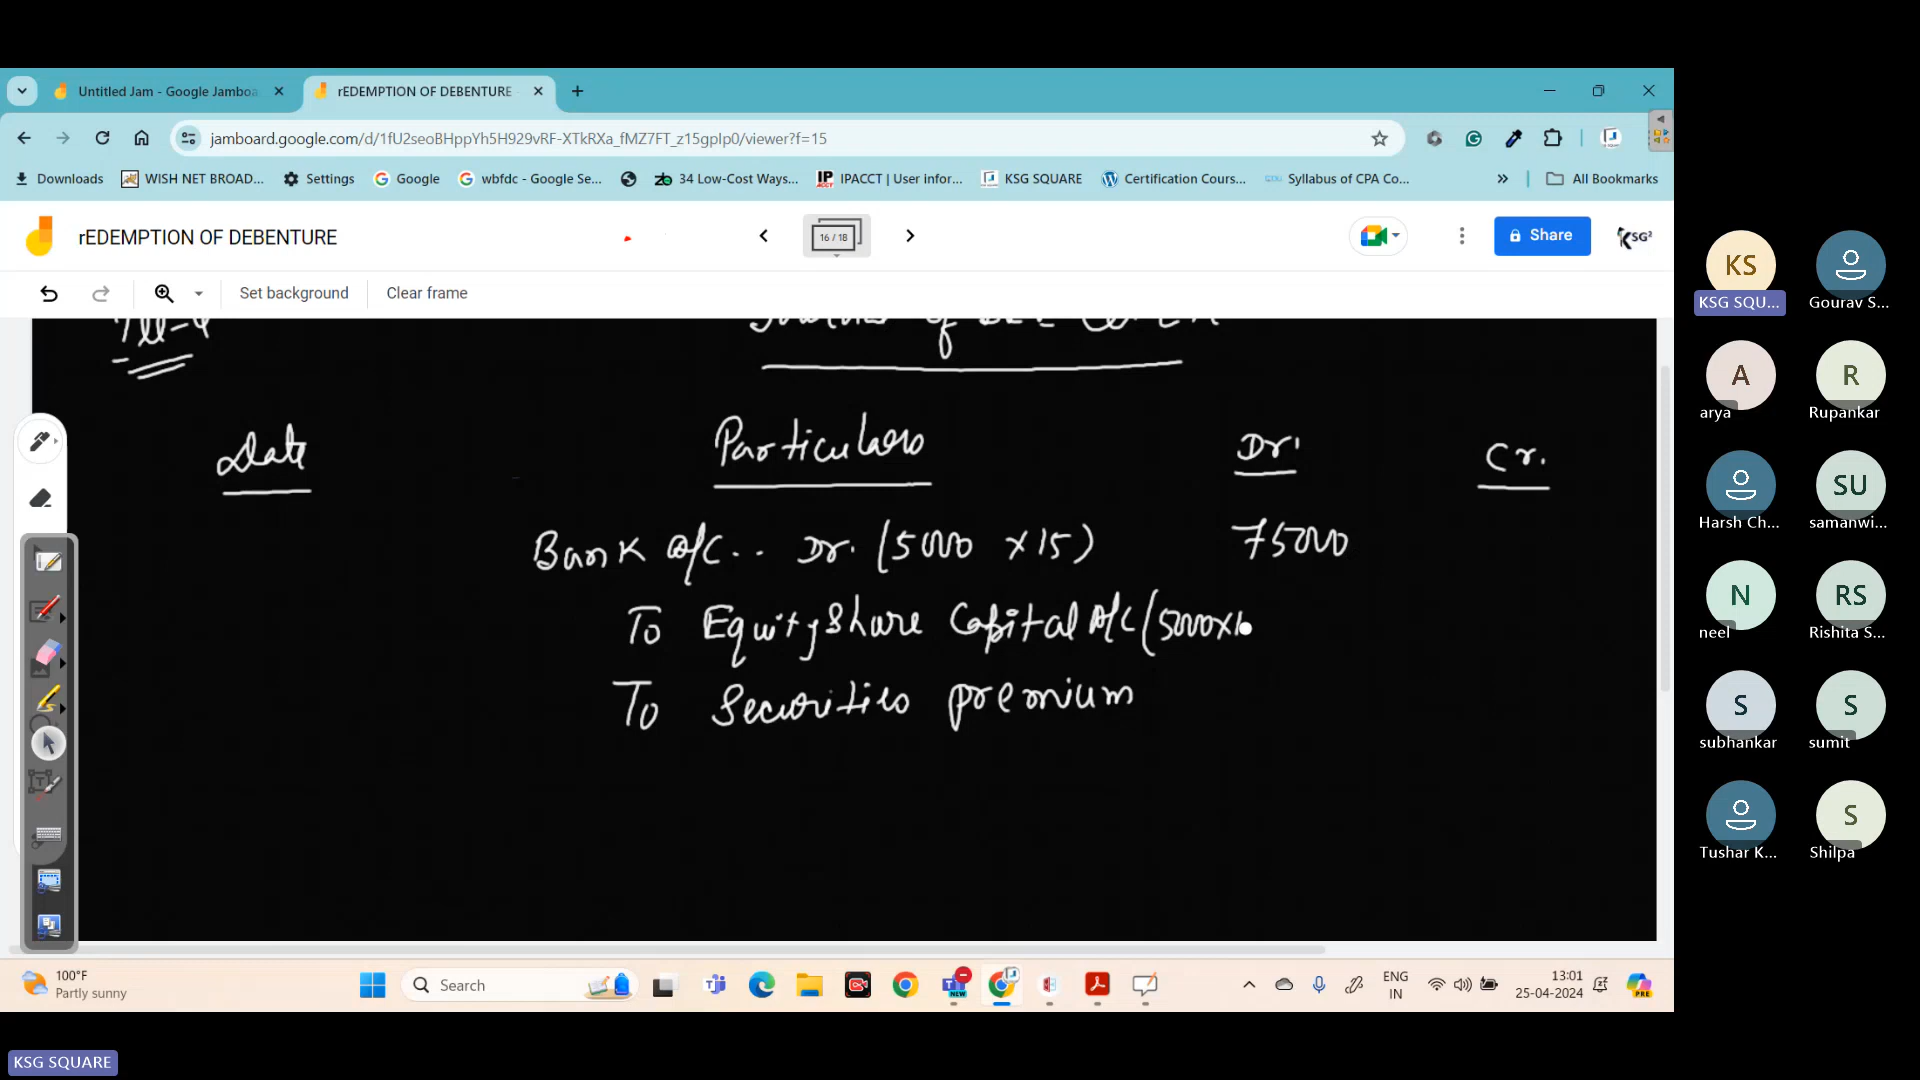 Untitled Jam - Google Jamboa
rEDEMPTION OF DEBENTURE
jamboard.google.com/d/1fU2seoBHppYh5H929vRF-XTkRXa_fMZ7FT_z15gpIp0/viewer?f=15
Downloads WISH NET BROAD... Settings Google wbfdc - Google Se... 34 Low-Cost Ways... IPACCT | User infor... KSG SQUARE Certification Cours... Syllabus of CPA Co... » All Bookmarks
rEDEMPTION OF DEBENTURE 16 / 18 Share KSG²
Set background Clear frame
Date Particulars Dr. Cr.
Bank A/C.. Dr. (5000 x 15) 75000
To Equity Share Capital A/C (5000x1
To Securities premium
KS
KSG SQU...
Gourav S...
A
arya
R
Rupankar
Harsh Ch...
SU
samanwi...
N
neel
RS
Rishita S...
S
subhankar
S
sumit
Tushar K...
S
Shilpa
100°F
Partly sunny
Search
NEW
ENG
IN
13:01
25-04-2024
PRE
KSG SQUARE